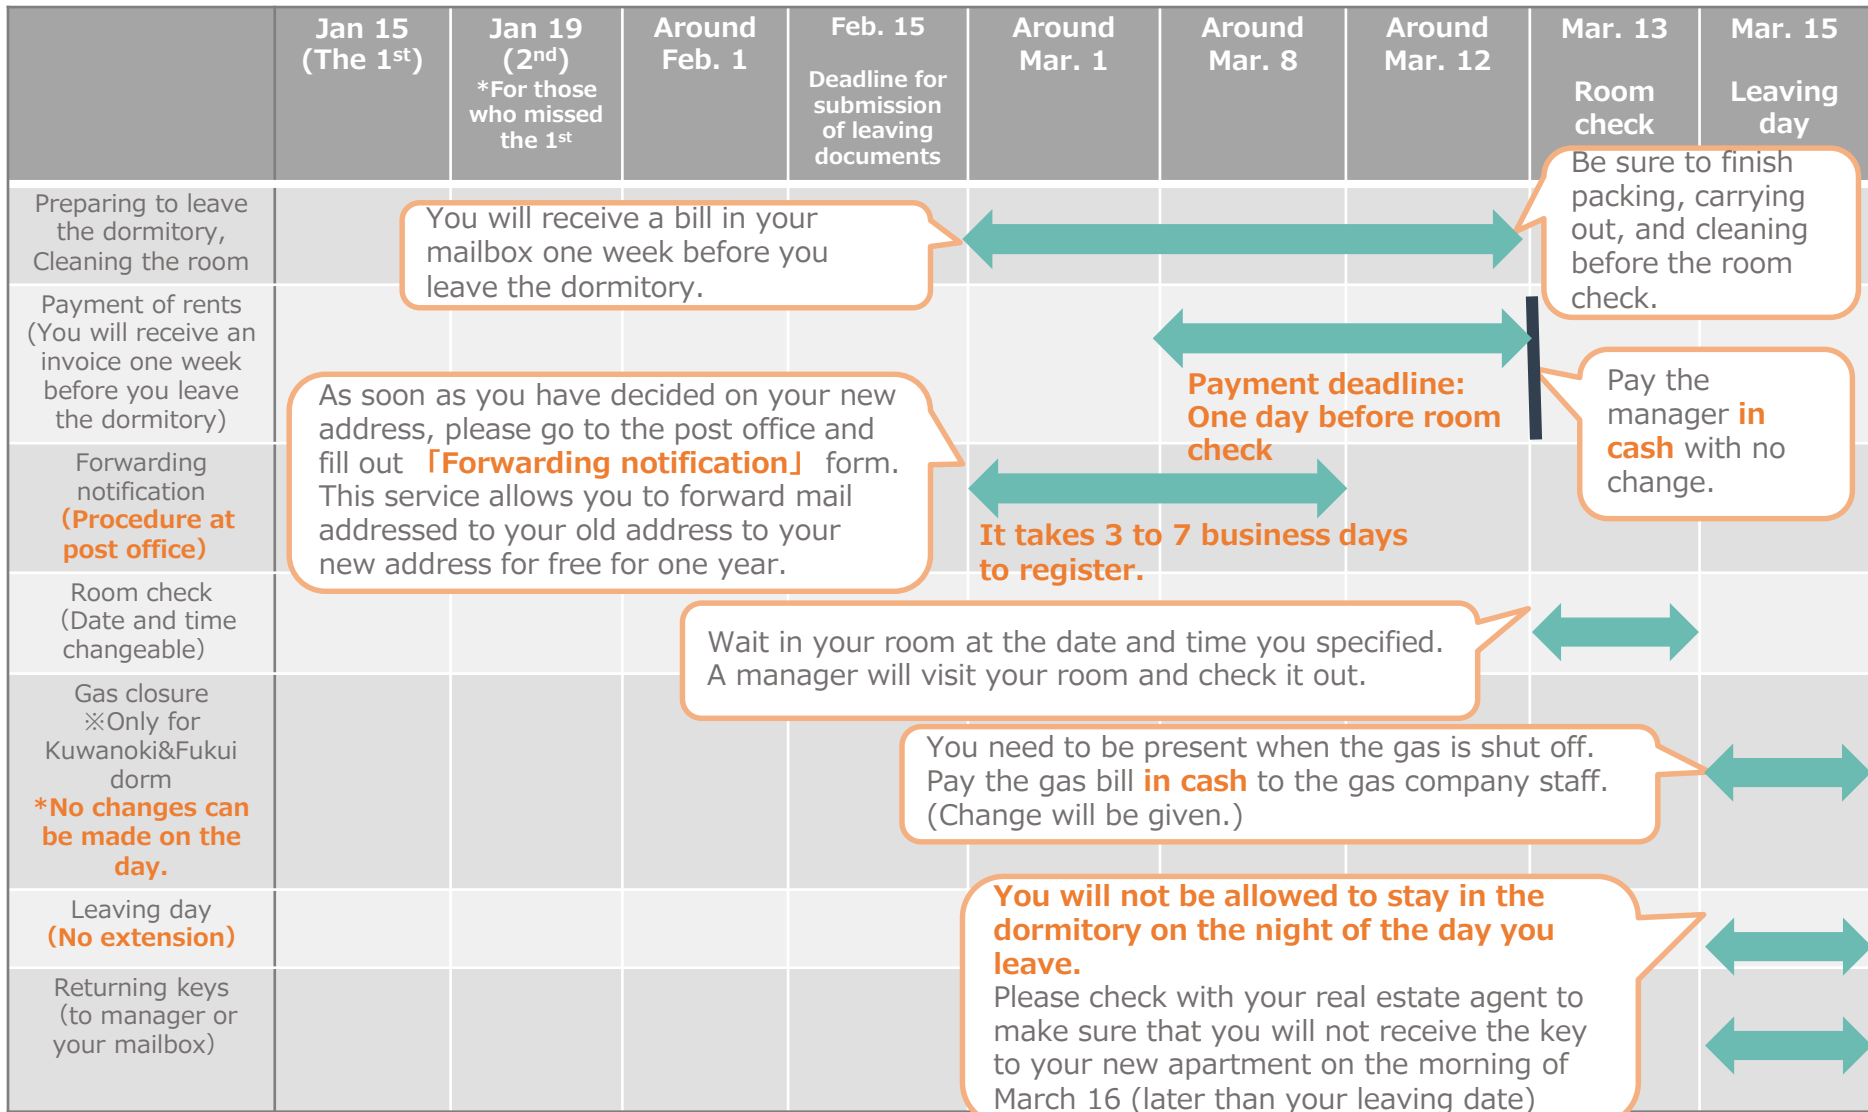 Jan 15
(The 1st)
Jan 19
(2nd)
*For those
who missed
the 1st
Around
Feb. 1
Feb. 15
Deadline for
submission
of leaving
documents
Around
Mar. 1
Around
Mar. 8
Around
Mar. 12
Mar. 13
Room
check
Mar. 15
Leaving
day
Preparing to leave
the dormitory,
Cleaning the room
You will receive a bill in your
mailbox one week before you
leave the dormitory.
Be sure to finish
packing, carrying
out, and cleaning
before the room
check.
Payment of rents
(You will receive an
invoice one week
before you leave
the dormitory)
Payment deadline:
One day before room
check
Pay the
manager in
cash with no
change.
Forwarding
notification
（Procedure at
post office）
As soon as you have decided on your new
address, please go to the post office and
fill out 「Forwarding notification」 form.
This service allows you to forward mail
addressed to your old address to your
new address for free for one year.
It takes 3 to 7 business days
to register.
Room check
（Date and time
changeable）
Wait in your room at the date and time you specified.
A manager will visit your room and check it out.
Gas closure
※Only for
Kuwanoki&Fukui
dorm
*No changes can
be made on the
day.
You need to be present when the gas is shut off.
Pay the gas bill in cash to the gas company staff.
(Change will be given.)
Leaving day
（No extension）
You will not be allowed to stay in the
dormitory on the night of the day you
leave.
Please check with your real estate agent to
make sure that you will not receive the key
to your new apartment on the morning of
March 16 (later than your leaving date)
Returning keys
（to manager or
your mailbox）